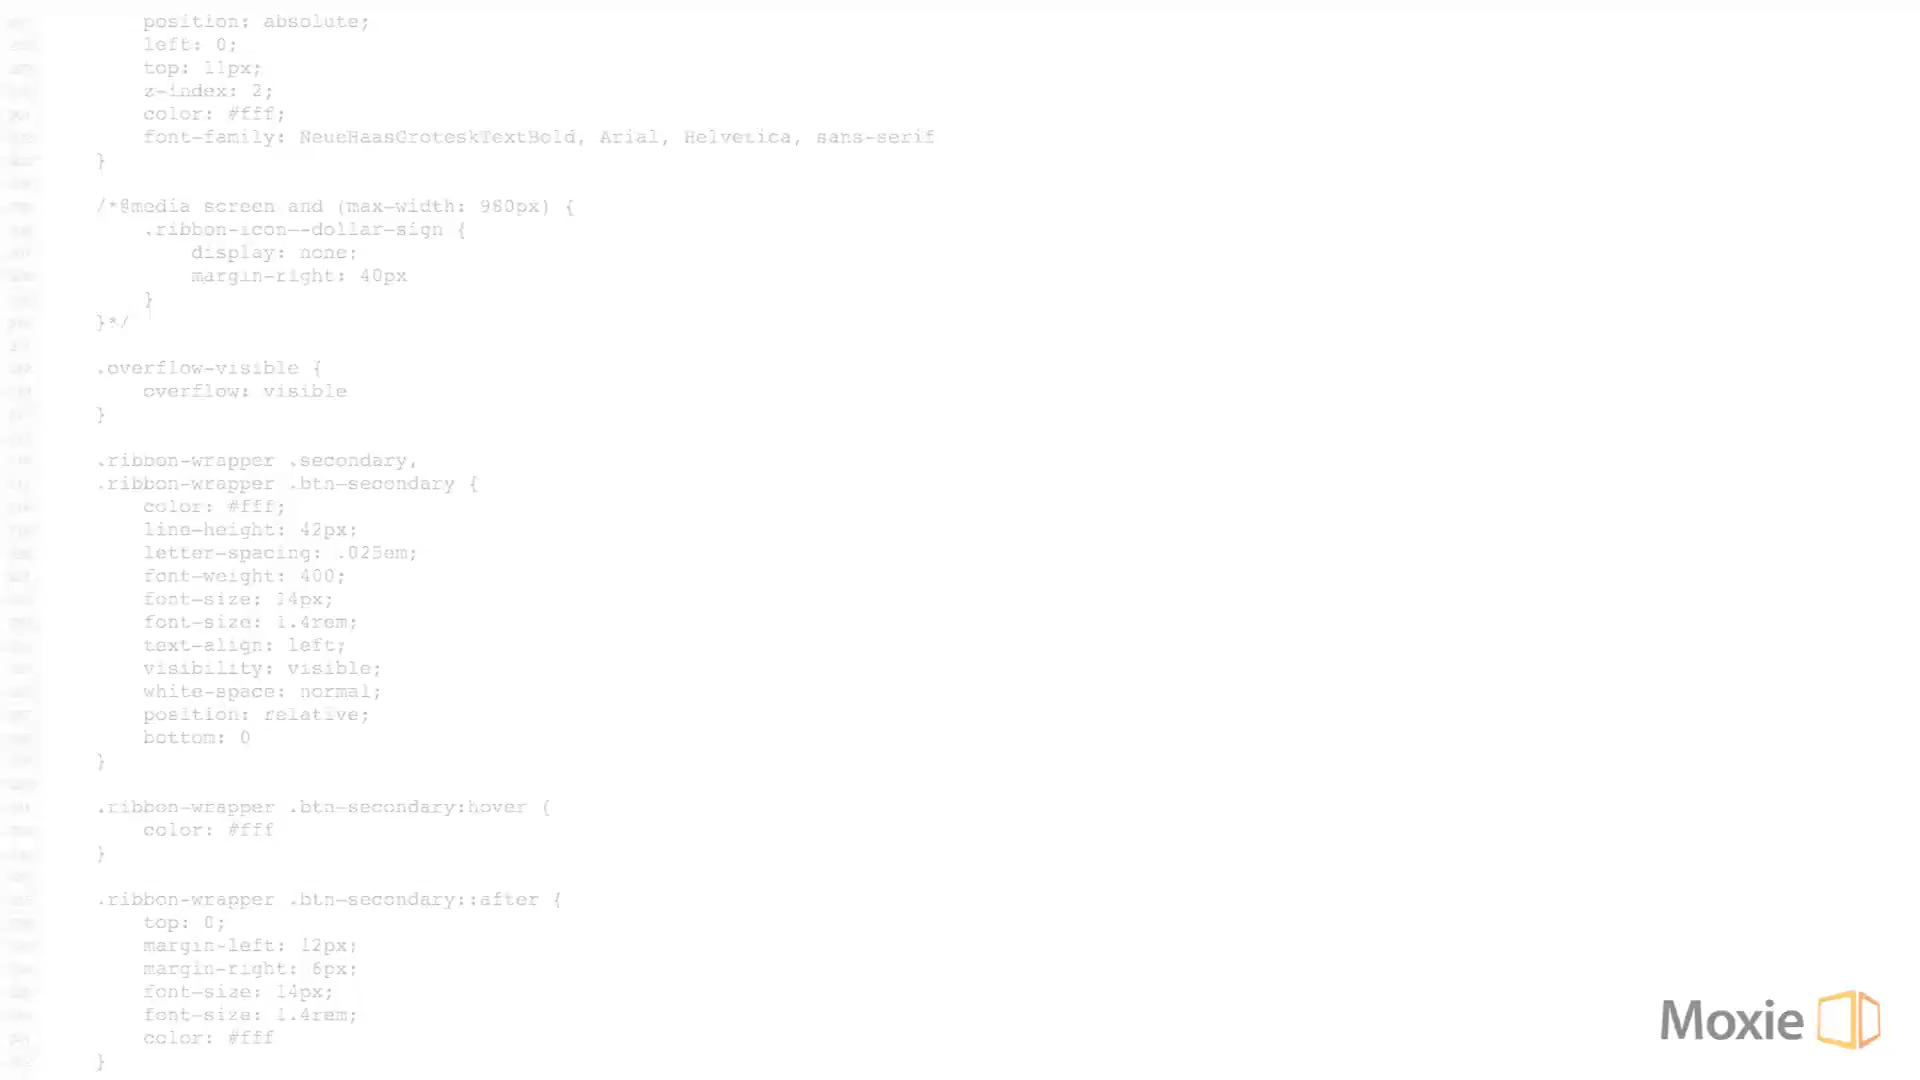 position: absolute;
left: 0;
top: 11px;
z-index: 2;
color: #fff;
font-family: NeueHaasGroteskTextBold, Arial, Helvetica, sans-serif
}
/*@media screen and (max-width: 980px) {
.ribbon-icon--dollar-sign {
display: none;
margin-right: 40px
}
}*/
.overflow-visible {
overflow: visible
}
.ribbon-wrapper .secondary,
.ribbon-wrapper .btn-secondary {
color: #fff;
line-height: 42px;
letter-spacing: .025em;
font-weight: 400;
font-size: 14px;
font-size: 1.4rem;
text-align: left;
visibility: visible;
white-space: normal;
position: relative;
bottom: 0
}
.ribbon-wrapper .btn-secondary:hover {
color: #fff
}
.ribbon-wrapper .btn-secondary::after {
top: 0;
margin-left: 12px;
margin-right: 6px;
font-size: 14px;
font-size: 1.4rem;
color: #fff
}
Moxie